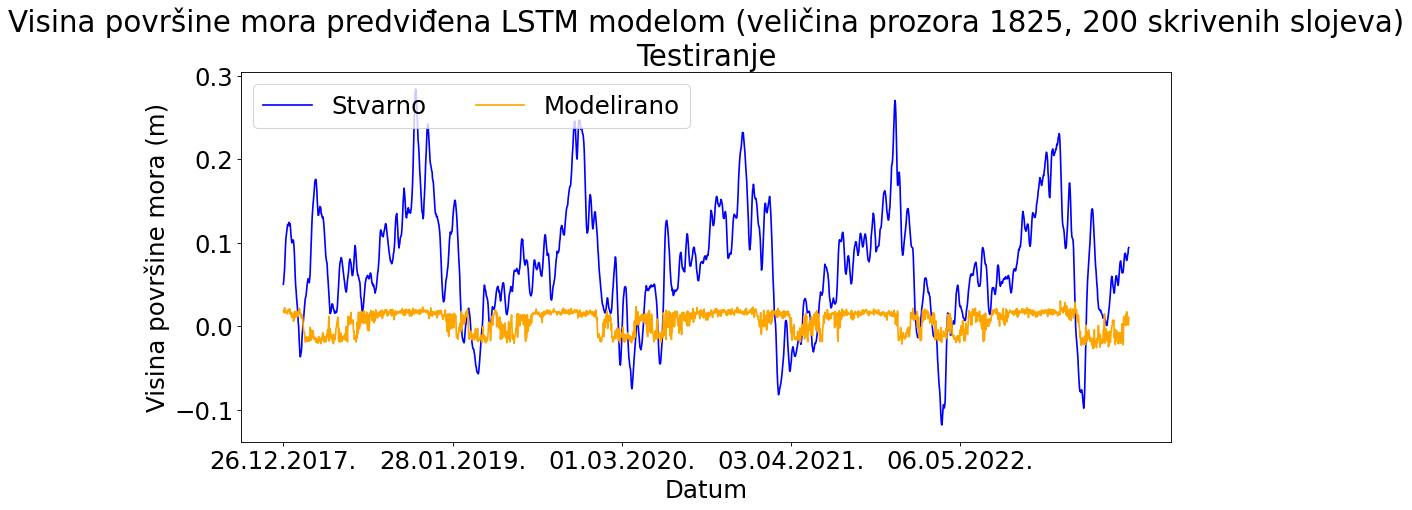 Visina površine mora predviđena LSTM modelom (veličina prozora 1825, 200 skrivenih slojeva)
Testiranje
Stvarno
Modelirano
Visina površine mora (m)
0.3
0.2
0.1
0.0
−0.1
26.12.2017.
28.01.2019.
01.03.2020.
03.04.2021.
06.05.2022.
Datum